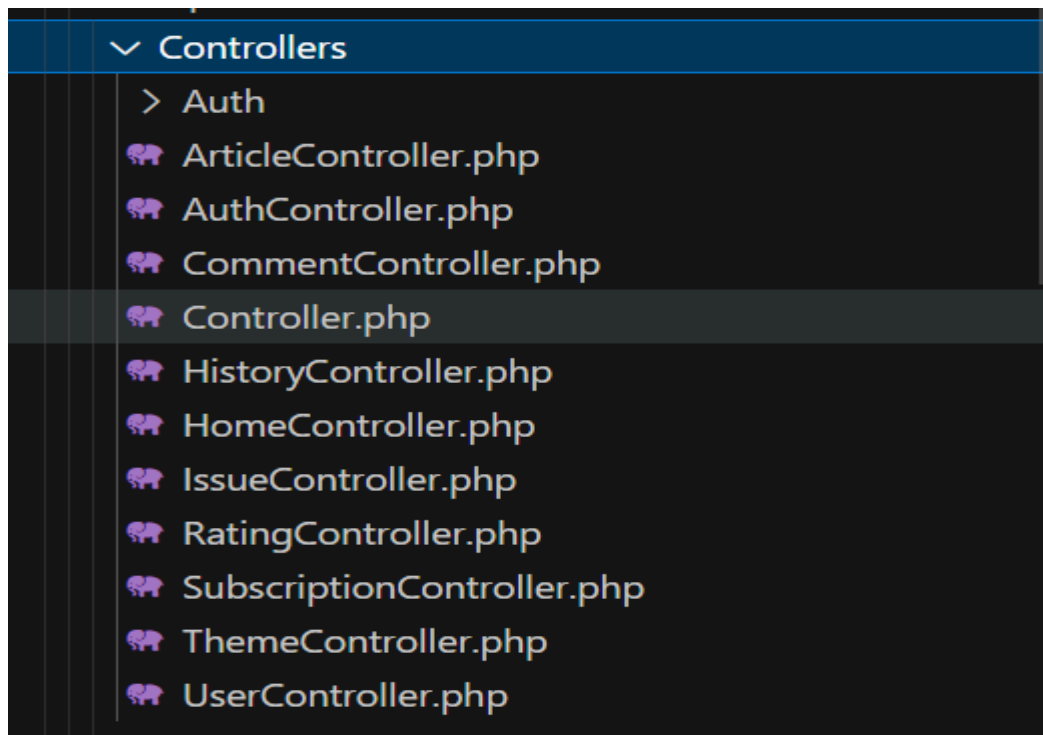 Controllers
Auth
ArticleController.php
AuthController.php
CommentController.php
Controller.php
HistoryController.php
HomeController.php
IssueController.php
RatingController.php
SubscriptionController.php
ThemeController.php
UserController.php